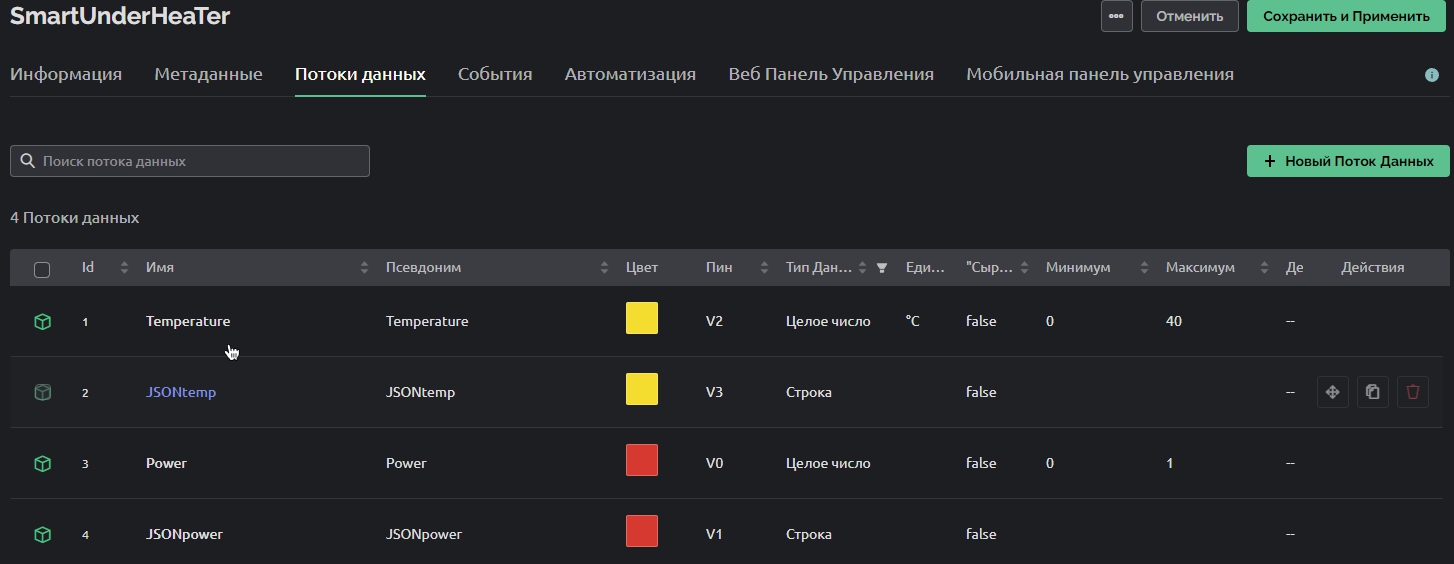 SmartUnderHeaTer
Отменить
Сохранить и Применить
Информация Метаданные Потоки данных События Автоматизация Веб Панель Управления Мобильная панель управления
Поиск потока данных
+ Новый Поток Данных
4 Потоки данных
Id Имя Псевдоним Цвет Пин Тип Дан... Еди... "Сыр... Минимум Максимум Де Действия
1 Temperature Temperature V2 Целое число °C false 0 40 --
2 JSONtemp JSONtemp V3 Строка false --
3 Power Power V0 Целое число false 0 1 --
4 JSONpower JSONpower V1 Строка false --